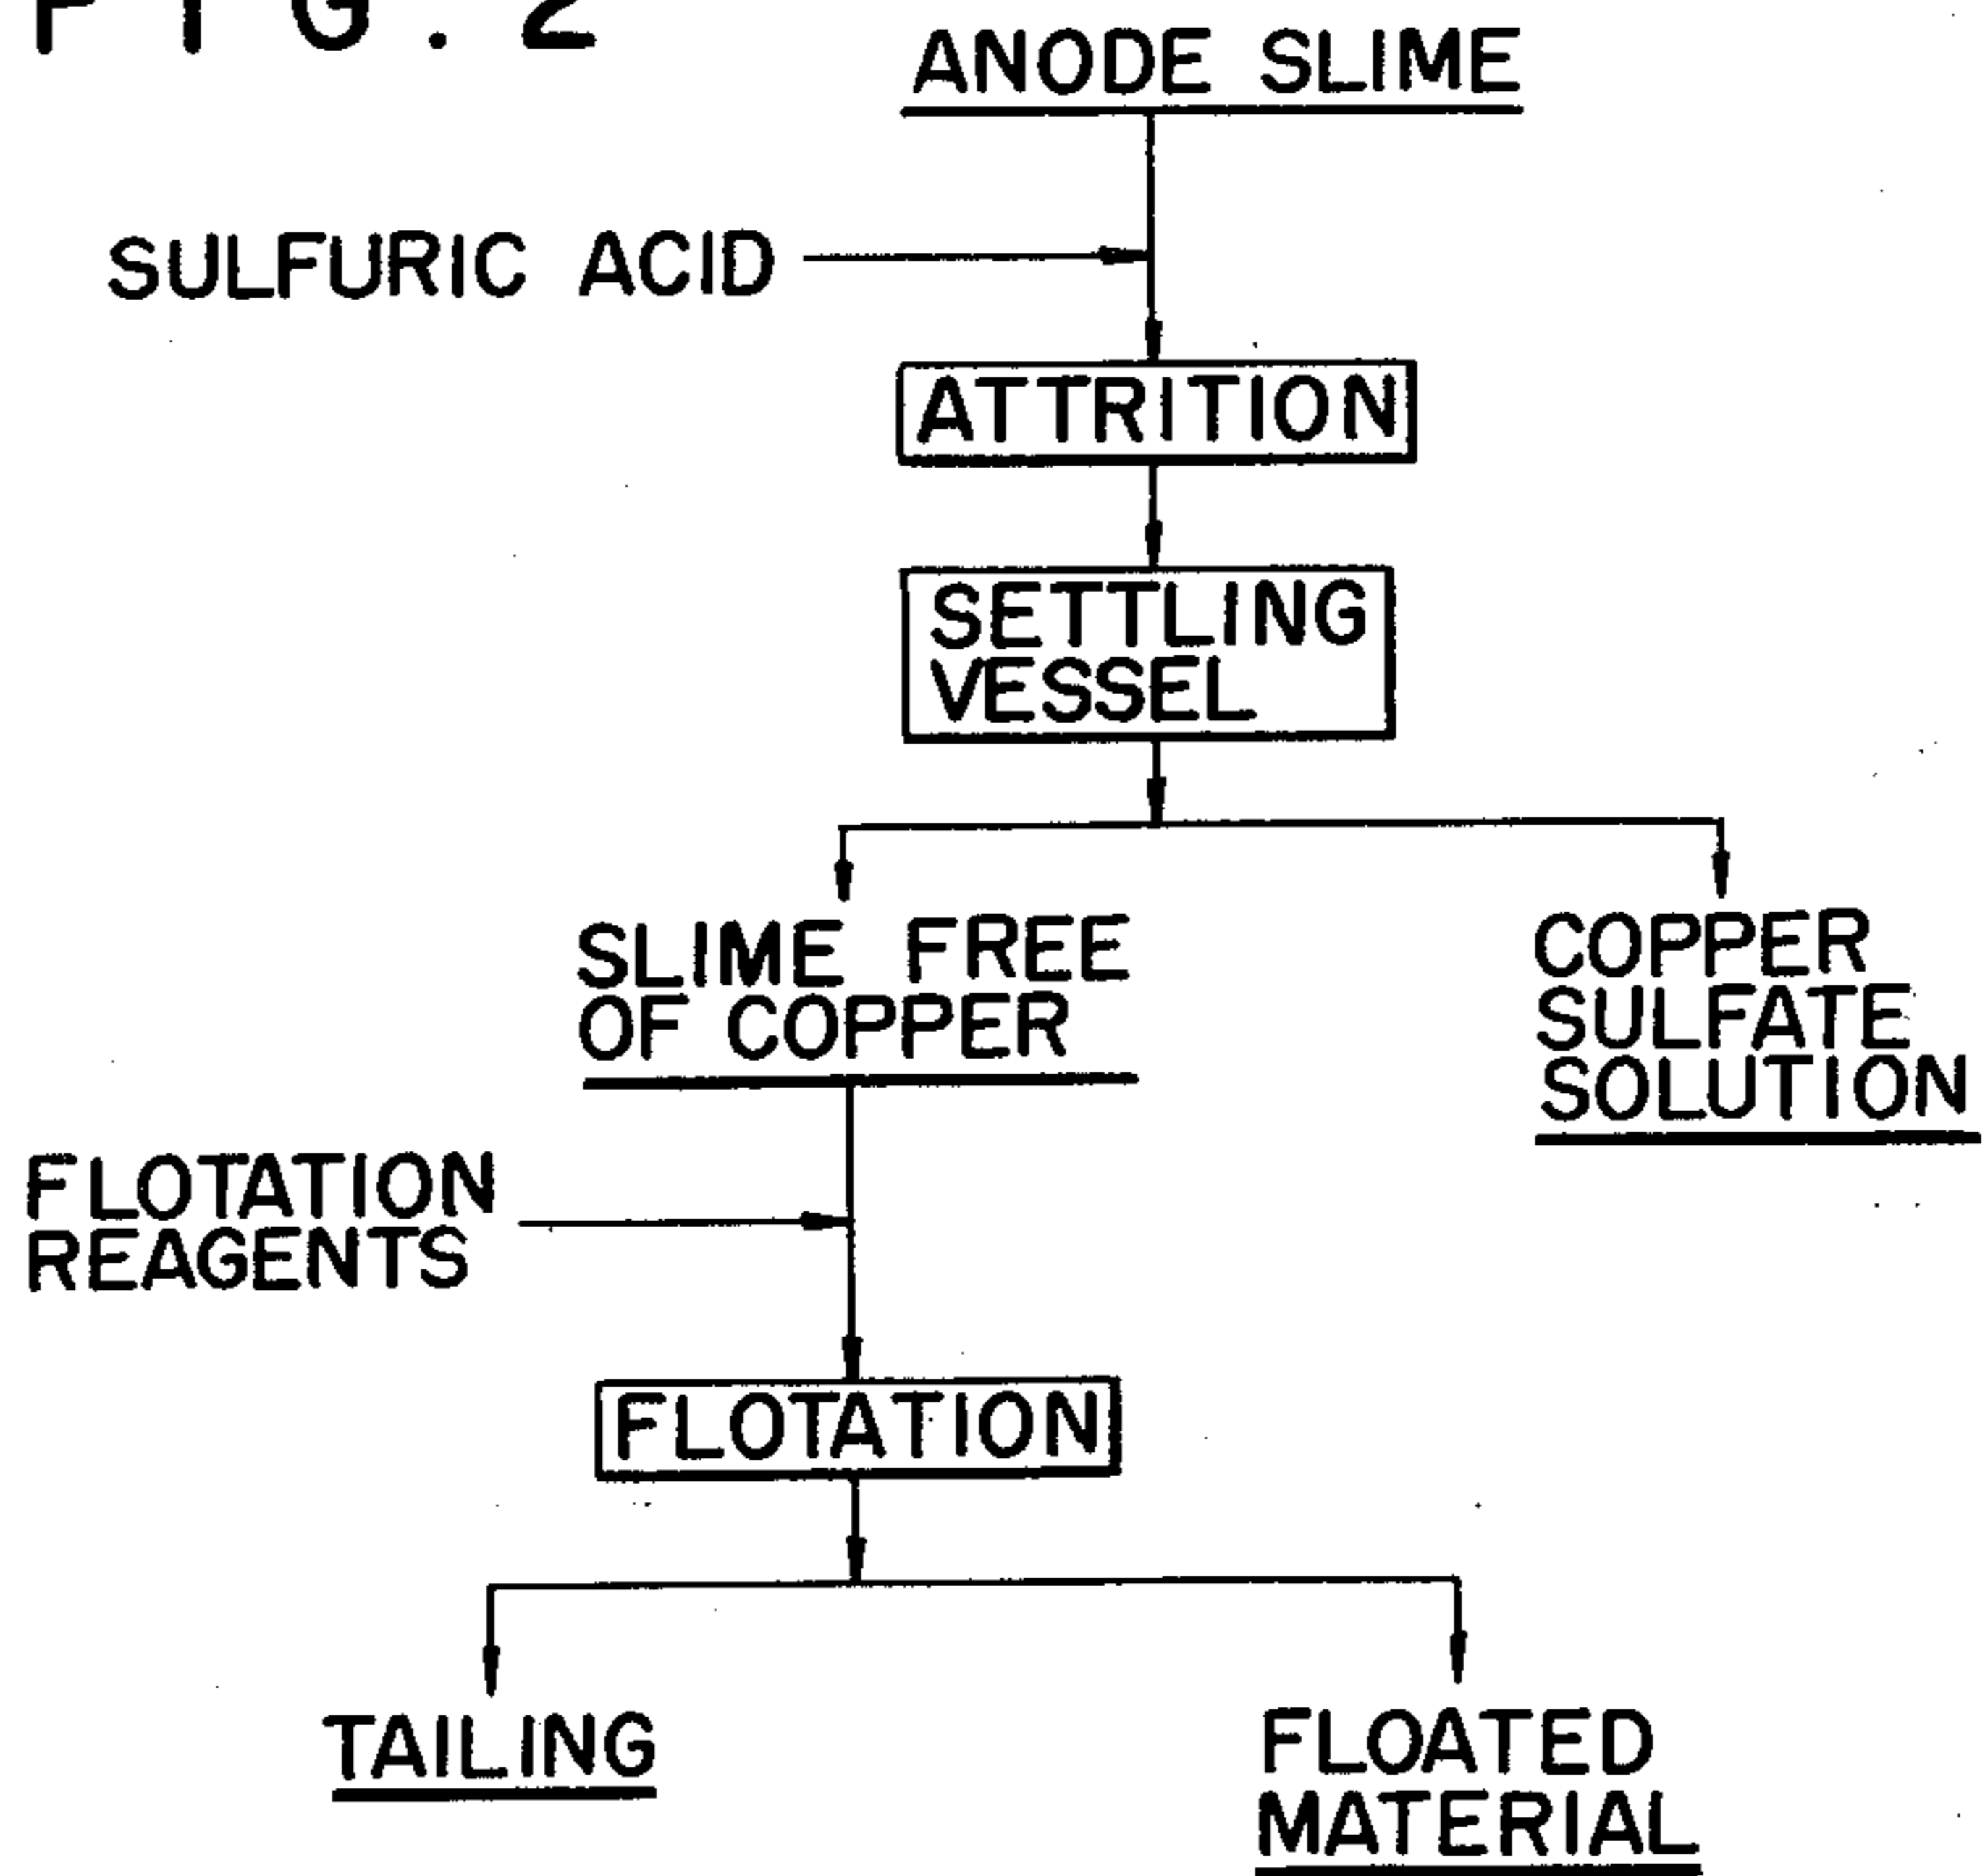 FIG. 2
ANODE SLIME
SULFURIC ACID
ATTRITION
SETTLING
VESSEL
SLIME FREE
OF COPPER
COPPER
SULFATE
SOLUTION
FLOTATION
REAGENTS
FLOTATION
TAILING
FLOATED
MATERIAL